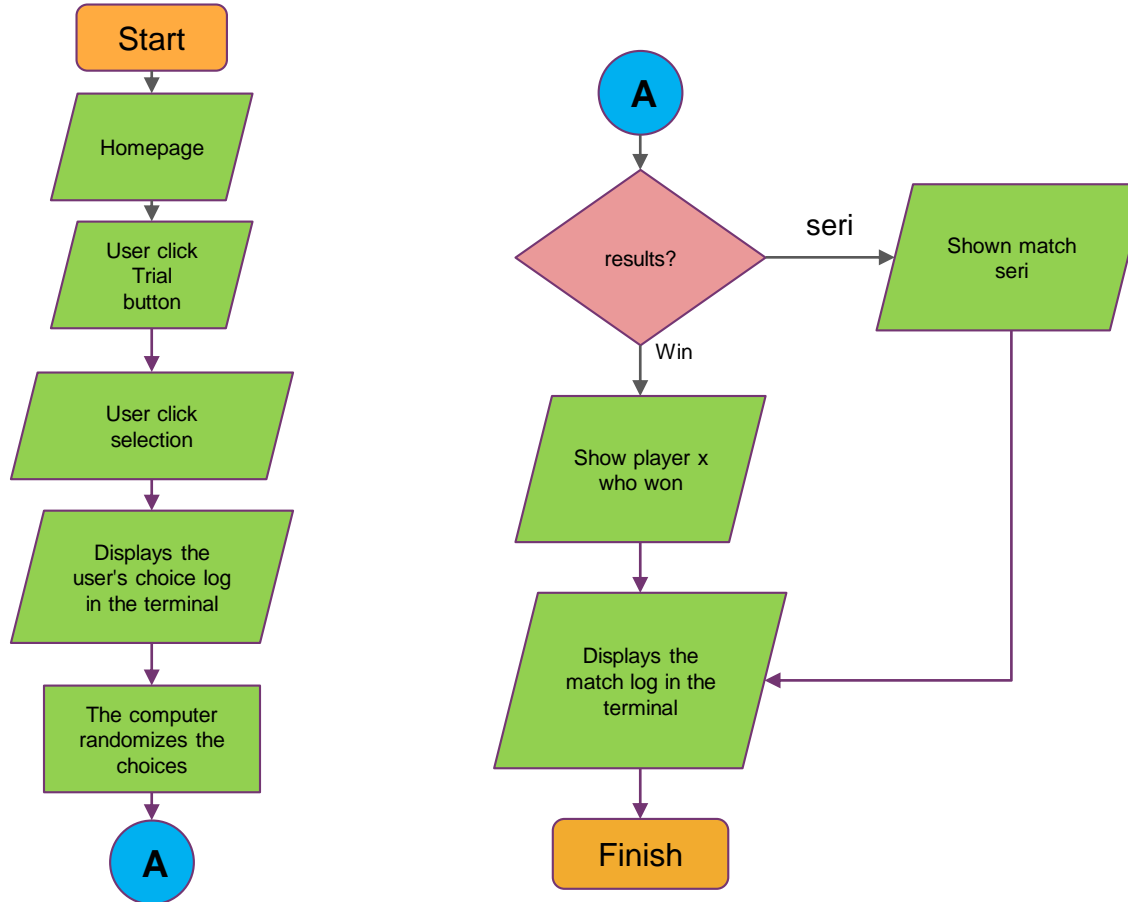 Start
Homepage
User click
Trial
button
User click
selection
Displays the
user's choice log
in the terminal
The computer
randomizes the
choices
A
A
results?
seri
Shown match
seri
Win
Show player x
who won
Displays the
match log in the
terminal
Finish